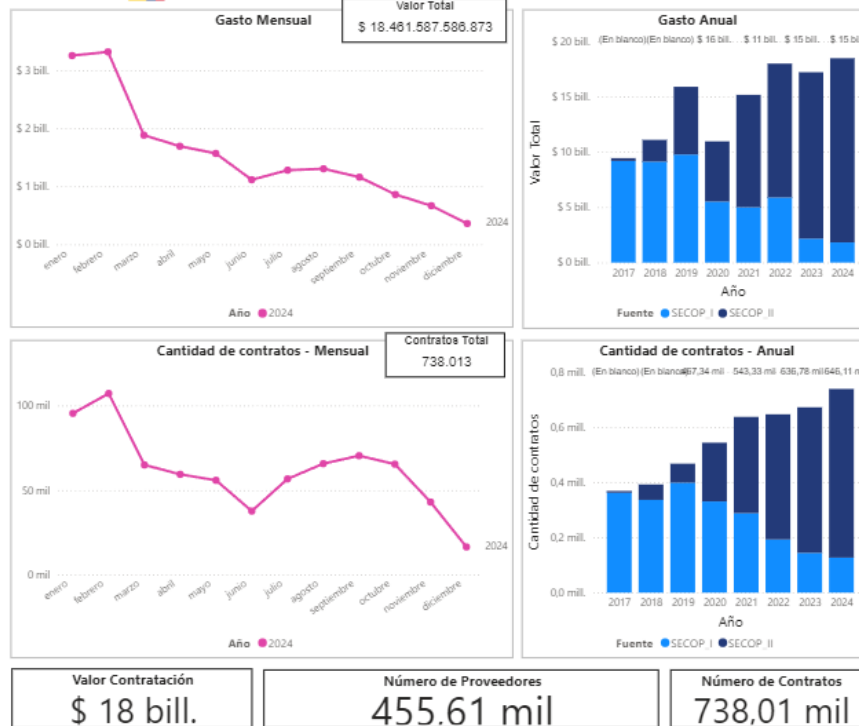 Valor Total
$ 18.461.587.586.873
Gasto Mensual
$ 3 bill.
$ 2 bill.
$ 1 bill.
$ 0 bill.
2024
enero febrero marzo abril mayo junio julio agosto septiembre octubre noviembre diciembre
Año 2024
Gasto Anual
(En blanco) (En blanco) $ 16 bill. $ 11 bill. $ 15 bill. $ 15 bil
Valor Total
$ 20 bill.
$ 15 bill.
$ 10 bill.
$ 5 bill.
$ 0 bill.
2017 2018 2019 2020 2021 2022 2023 2024
Año
Fuente SECOP_I SECOP_II
Cantidad de contratos - Mensual
Contratos Total
738.013
100 mil
50 mil
0 mil
2024
enero febrero marzo abril mayo junio julio agosto septiembre octubre noviembre diciembre
Año 2024
Cantidad de contratos - Anual
(En blanco) (En blanco) 467,34 mil 543,33 mil 636,78 mil 646,11 m
Cantidad de contratos
0,8 mill.
0,6 mill.
0,4 mill.
0,2 mill.
0,0 mill.
2017 2018 2019 2020 2021 2022 2023 2024
Año
Fuente SECOP_I SECOP_II
Valor Contratación
$ 18 bill.
Número de Proveedores
455,61 mil
Número de Contratos
738,01 mil